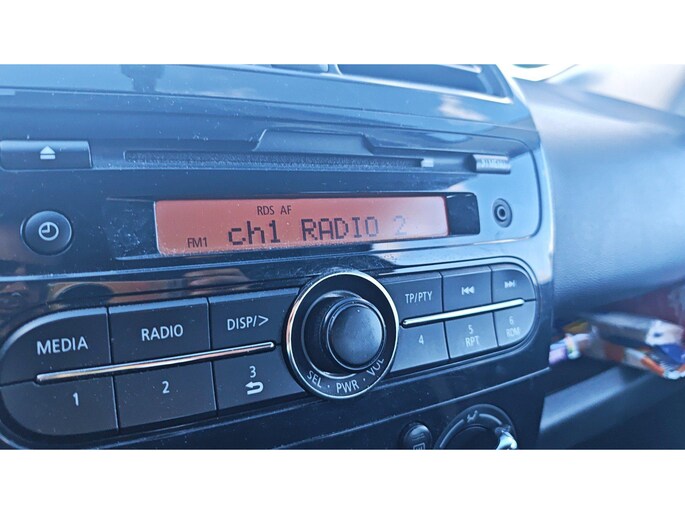 RDS AF
FM1 ch1 RADIO 2
MEDIA RADIO DISP/> TP/PTY
1 2 3 SEL · PWR · VOL 4 5 RPT 6 RDM